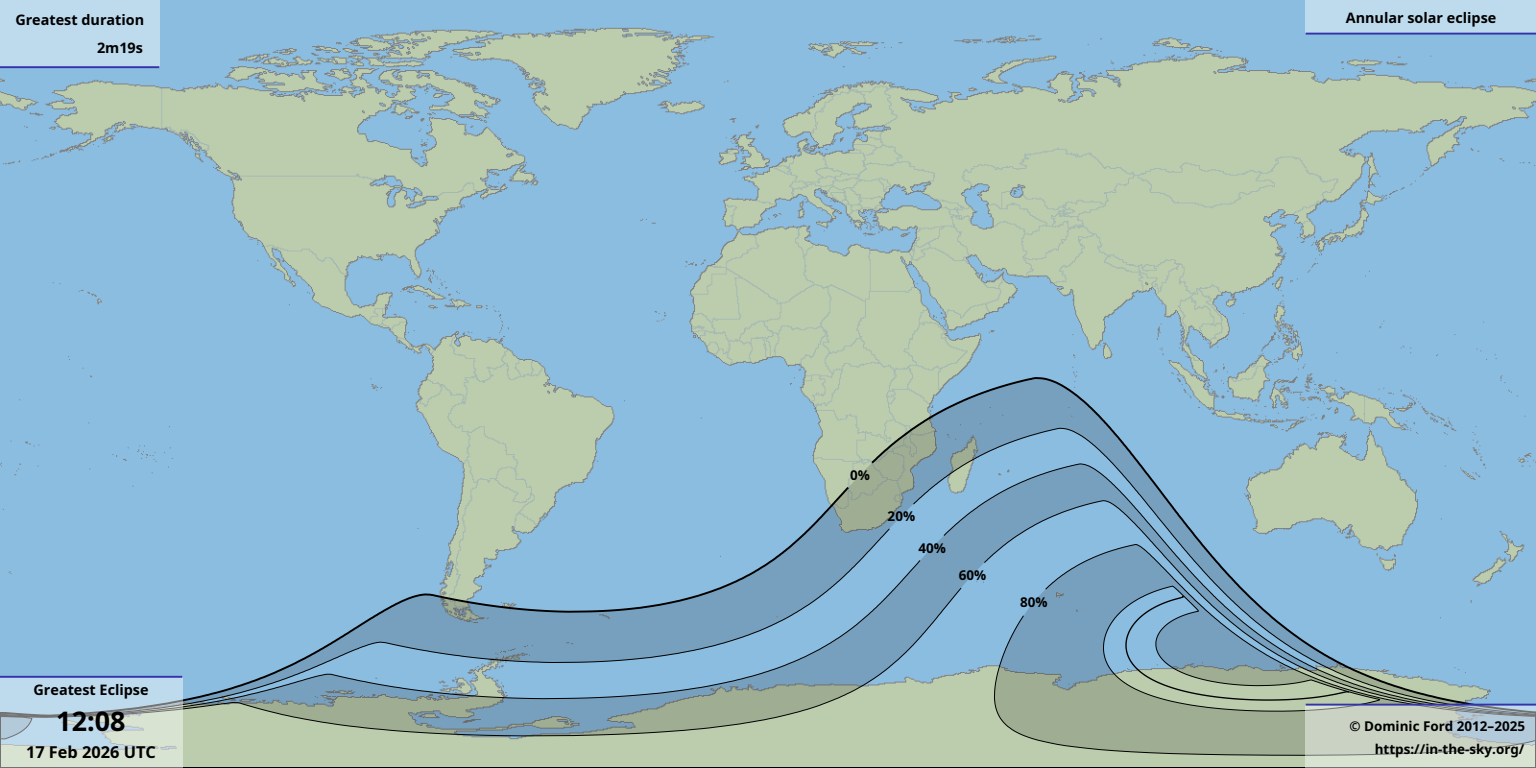 Greatest duration
2m19s
Annular solar eclipse
0%
20%
40%
60%
80%
Greatest Eclipse
12:08
17 Feb 2026 UTC
© Dominic Ford 2012–2025
https://in-the-sky.org/